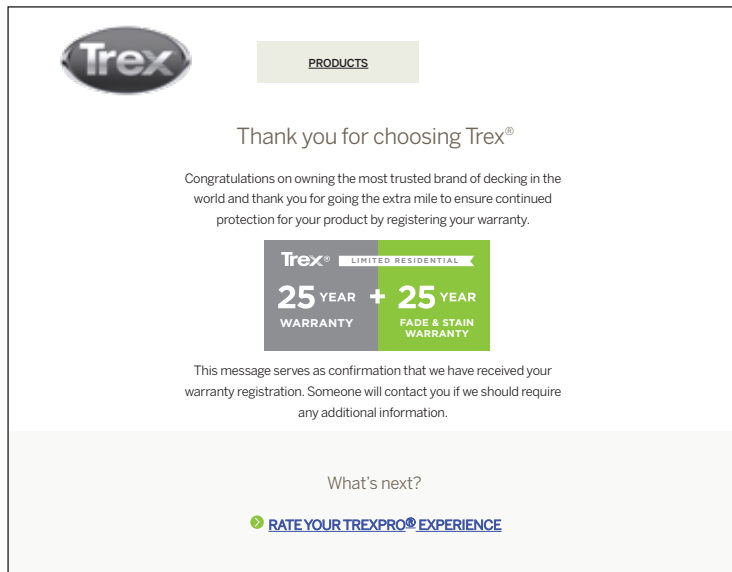 Trex
PRODUCTS
Thank you for choosing Trex®
Congratulations on owning the most trusted brand of decking in the
world and thank you for going the extra mile to ensure continued
protection for your product by registering your warranty.
Trex® LIMITED RESIDENTIAL
25 YEAR + 25 YEAR
WARRANTY FADE & STAIN
WARRANTY
This message serves as confirmation that we have received your
warranty registration. Someone will contact you if we should require
any additional information.
What's next?
RATE YOUR TREXPRO® EXPERIENCE